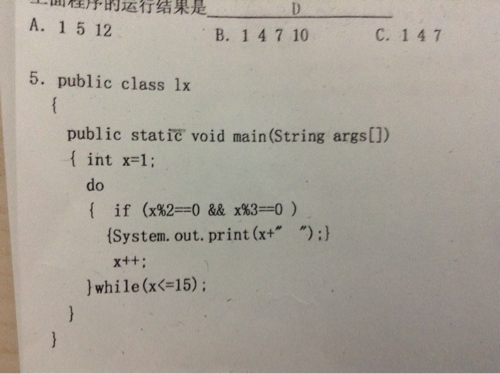 上面程序的运行结果是 D
A. 1 5 12 B. 1 4 7 10 C. 1 4 7
5. public class lx
{
public static void main(String args[])
{ int x=1;
do
{ if (x%2==0 && x%3==0 )
{System.out.print(x+" ");}
x++;
}while(x<=15);
}
}